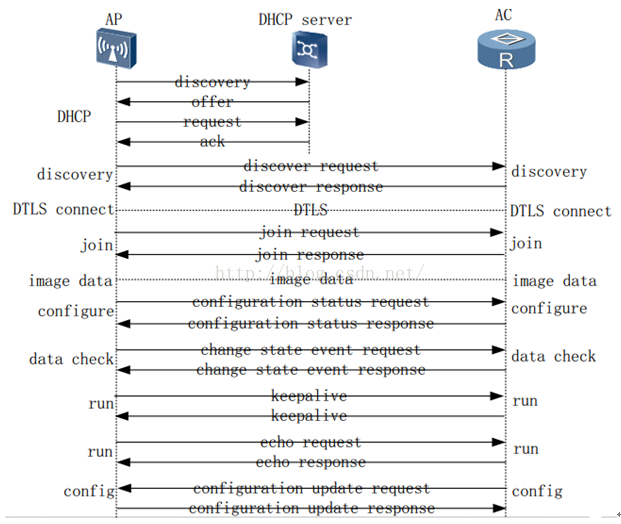 AP DHCP server AC
R
discovery
offer
DHCP request
ack
discovery discover request discovery
discover response
DTLS connect DTLS DTLS connect
join request
join join response join
http://blog.csdn.net/
image data image data image data
configure configuration status request configure
configuration status response
data check change state event request data check
change state event response
run keepalive run
keepalive
run echo request run
echo response
config configuration update request config
configuration update response